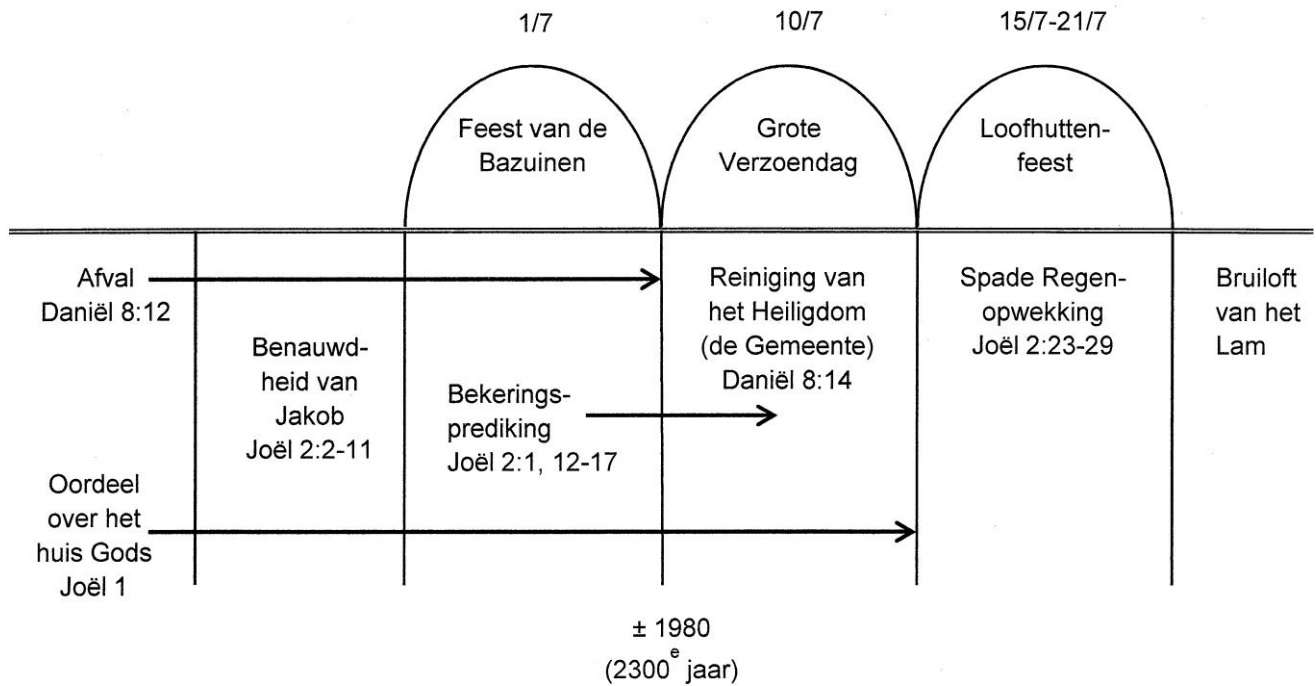 1/7
10/7
15/7-21/7
Feest van de
Bazuinen
Grote
Verzoendag
Loofhutten-
feest
Afval
Daniël 8:12
Benauwd-
heid van
Jakob
Joël 2:2-11
Bekerings-
prediking
Joël 2:1, 12-17
Reiniging van
het Heiligdom
(de Gemeente)
Daniël 8:14
Spade Regen-
opwekking
Joël 2:23-29
Bruiloft
van het
Lam
Oordeel
over het
huis Gods
Joël 1
± 1980
(2300e jaar)